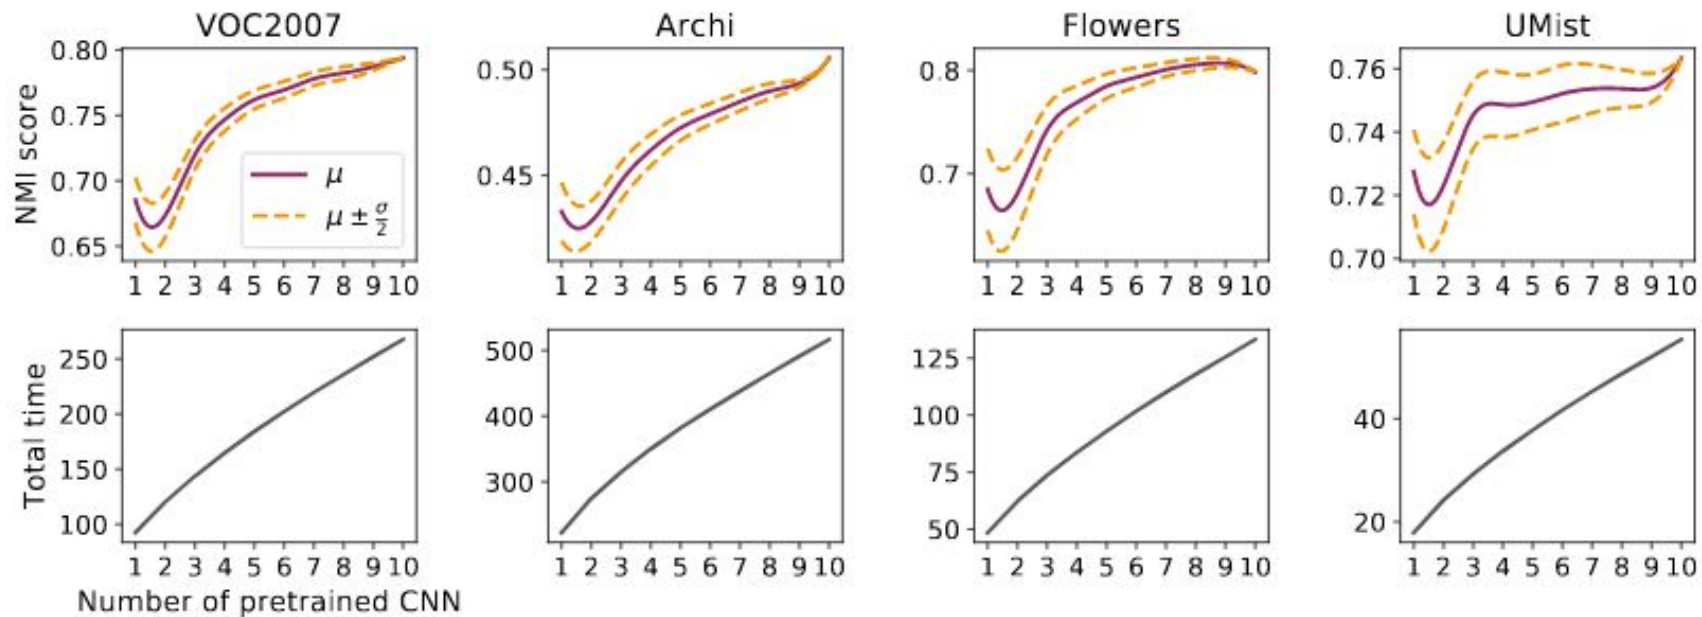 VOC2007 Archi Flowers UMist
NMI score
0.80
0.75
0.70
0.65
μ
μ ± σ/2
1 2 3 4 5 6 7 8 9 10
0.50
0.45
1 2 3 4 5 6 7 8 9 10
0.8
0.7
1 2 3 4 5 6 7 8 9 10
0.76
0.74
0.72
0.70
1 2 3 4 5 6 7 8 9 10
Total time
250
200
150
100
1 2 3 4 5 6 7 8 9 10
500
400
300
1 2 3 4 5 6 7 8 9 10
125
100
75
50
1 2 3 4 5 6 7 8 9 10
40
20
1 2 3 4 5 6 7 8 9 10
Number of pretrained CNN